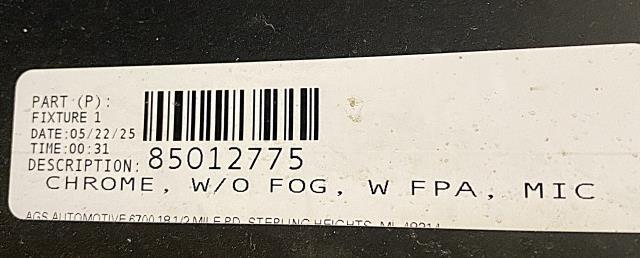 PART (P):
FIXTURE 1
DATE:05/22/25
TIME:00:31
DESCRIPTION: 85012775
CHROME, W/O FOG, W FPA, MIC
AGS AUTOMOTIVE 6700 18 1/2 MILE RD, STERLING HEIGHTS, MI